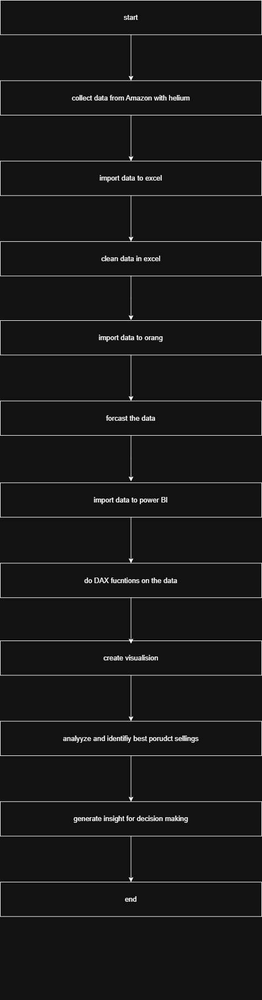 start
collect data from Amazon with helium
import data to excel
clean data in excel
import data to orang
forcast the data
import data to power BI
do DAX fucntions on the data
create visualision
analyyze and identifiy best porudct sellings
generate insight for decision making
end